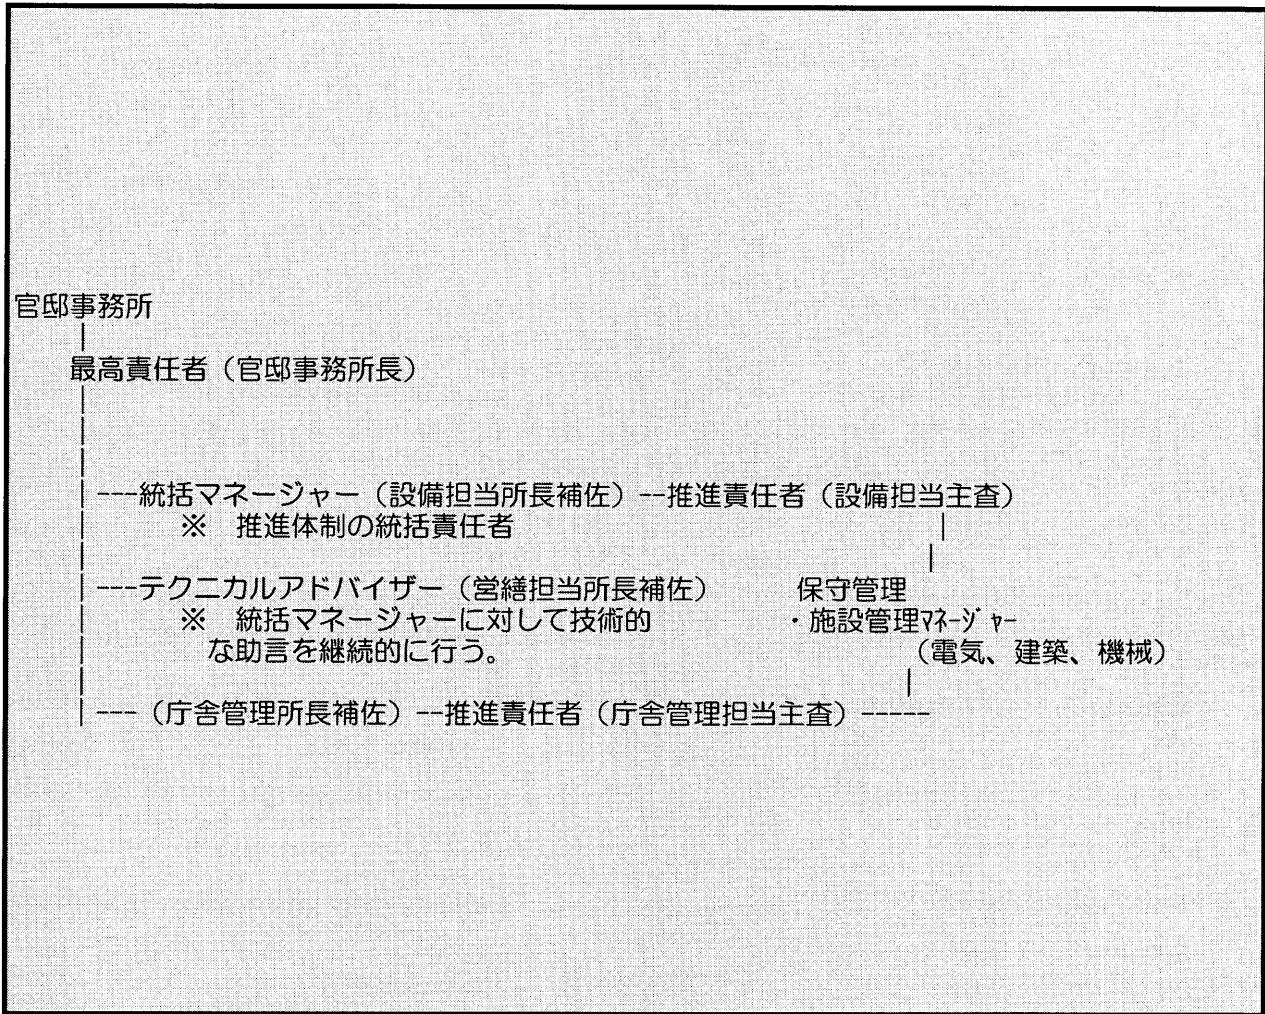 官邸事務所
最高責任者（官邸事務所長）
---統括マネージャー（設備担当所長補佐）--推進責任者（設備担当主査）
※　推進体制の統括責任者
---テクニカルアドバイザー（営繕担当所長補佐）　　　保守管理
※　統括マネージャーに対して技術的　　　　　・施設管理ﾏﾈｰｼﾞｬｰ
な助言を継続的に行う。　　　　　　　　　　　　　　　（電気、建築、機械）
---（庁舎管理所長補佐）--推進責任者（庁舎管理担当主査）-----